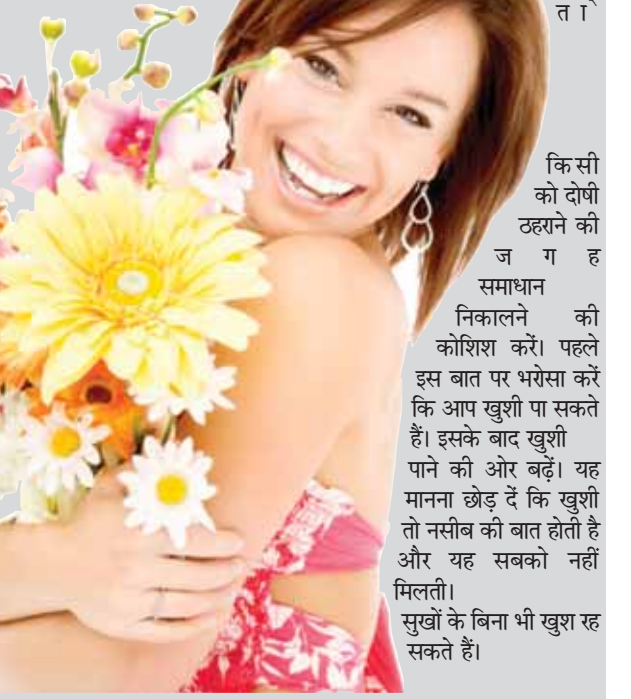 किसी
को दोषी
ठहराने की
जगह
समाधान
निकालने की
कोशिश करें। पहले
इस बात पर भरोसा करें
कि आप खुशी पा सकते
हैं। इसके बाद खुशी
पाने की ओर बढ़ें। यह
मानना छोड़ दें कि खुशी
तो नसीब की बात होती है
और यह सबको नहीं
मिलती।
सुखों के बिना भी खुश रह
सकते हैं।